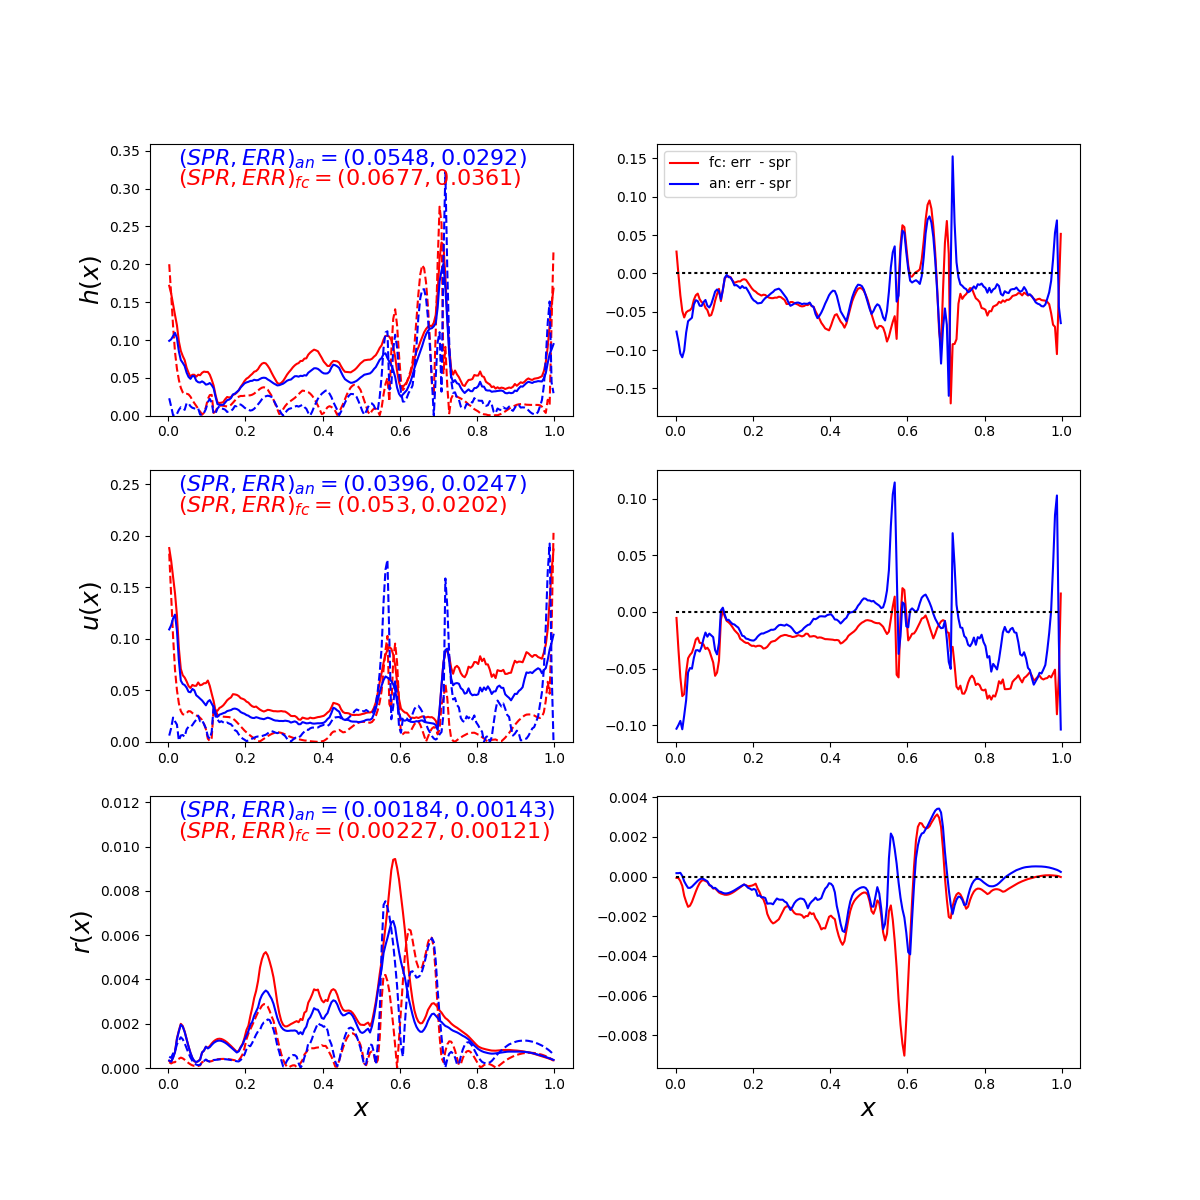 (SPR, ERR)an = (0.0548, 0.0292)
(SPR, ERR)fc = (0.0677, 0.0361)
h(x)
0.35
0.30
0.25
0.20
0.15
0.10
0.05
0.00
0.0 0.2 0.4 0.6 0.8 1.0
fc: err - spr
an: err - spr
0.15
0.10
0.05
0.00
−0.05
−0.10
−0.15
0.0 0.2 0.4 0.6 0.8 1.0
(SPR, ERR)an = (0.0396, 0.0247)
(SPR, ERR)fc = (0.053, 0.0202)
u(x)
0.25
0.20
0.15
0.10
0.05
0.00
0.0 0.2 0.4 0.6 0.8 1.0
0.10
0.05
0.00
−0.05
−0.10
0.0 0.2 0.4 0.6 0.8 1.0
(SPR, ERR)an = (0.00184, 0.00143)
(SPR, ERR)fc = (0.00227, 0.00121)
r(x)
0.012
0.010
0.008
0.006
0.004
0.002
0.000
0.0 0.2 0.4 0.6 0.8 1.0
x
0.004
0.002
0.000
−0.002
−0.004
−0.006
−0.008
0.0 0.2 0.4 0.6 0.8 1.0
x